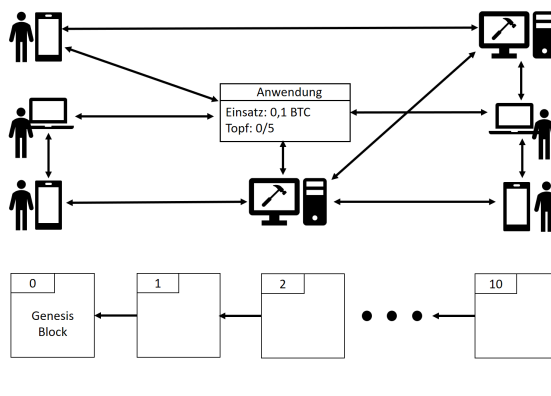 Anwendung
Einsatz: 0,1 BTC
Topf: 0/5
0
1
2
10
Genesis
Block